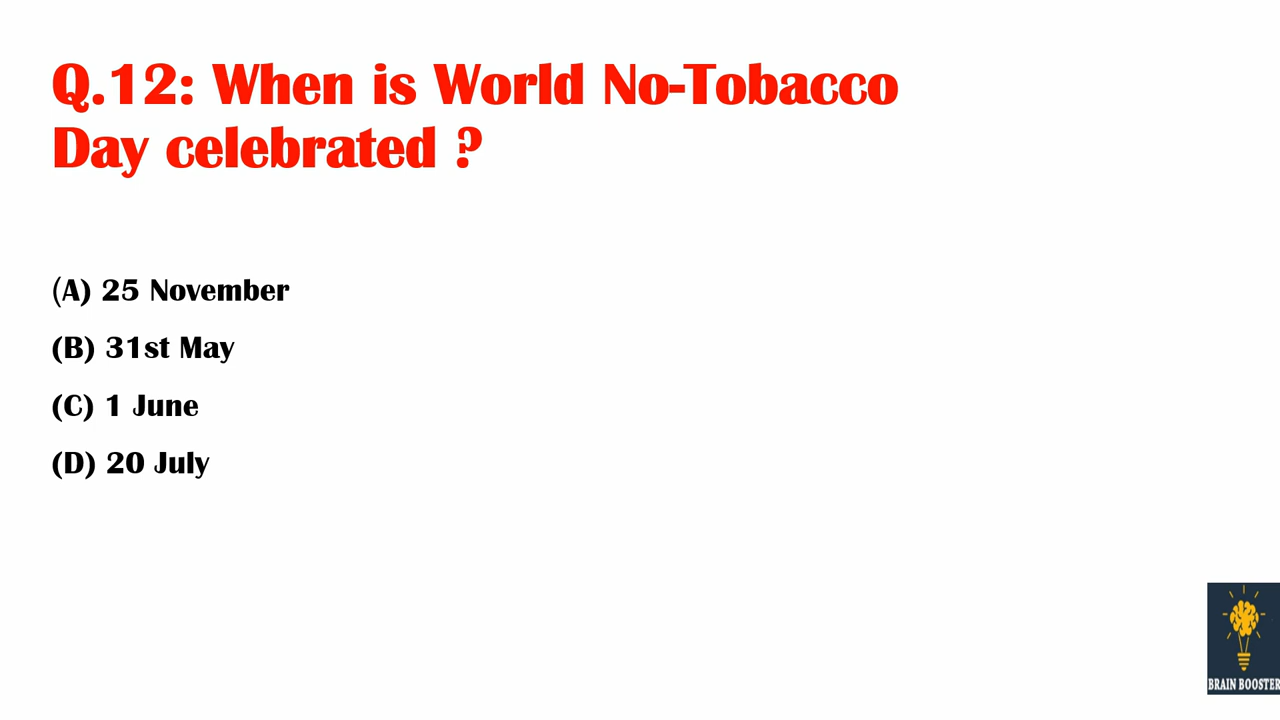 Q.12: When is World No-Tobacco
Day celebrated ?
(A) 25 November
(B) 31st May
(C) 1 June
(D) 20 July
BRAIN BOOSTER